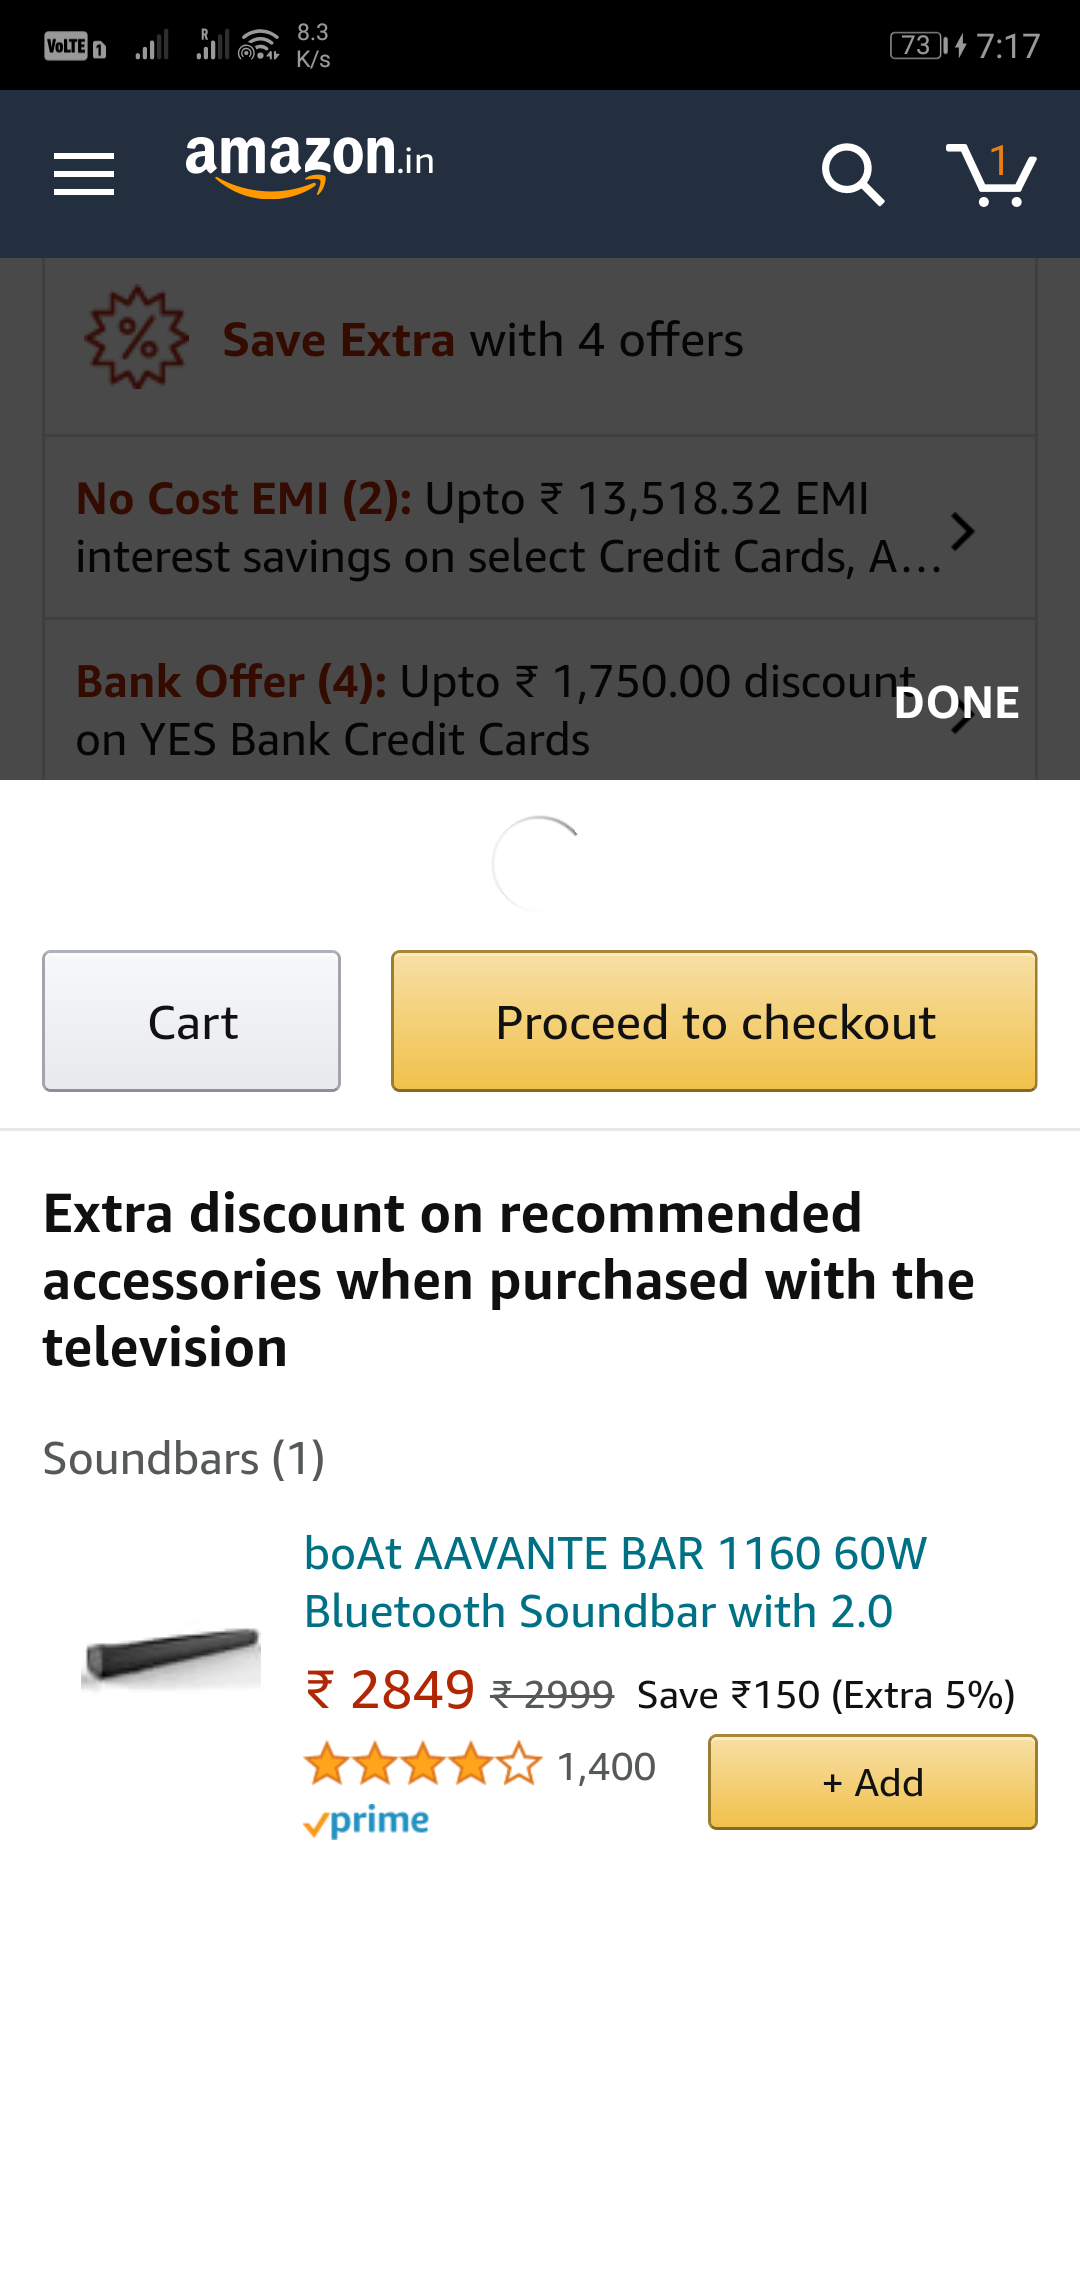 VoLTE 1 R 8.3 K/s 73 7:17
amazon.in 1
Save Extra with 4 offers
No Cost EMI (2): Upto ₹ 13,518.32 EMI
interest savings on select Credit Cards, A...
Bank Offer (4): Upto ₹ 1,750.00 discount
DONE
on YES Bank Credit Cards
Cart
Proceed to checkout
Extra discount on recommended
accessories when purchased with the
television
Soundbars (1)
boAt AAVANTE BAR 1160 60W
Bluetooth Soundbar with 2.0
₹ 2849 ₹ 2999 Save ₹150 (Extra 5%)
1,400
+ Add
prime